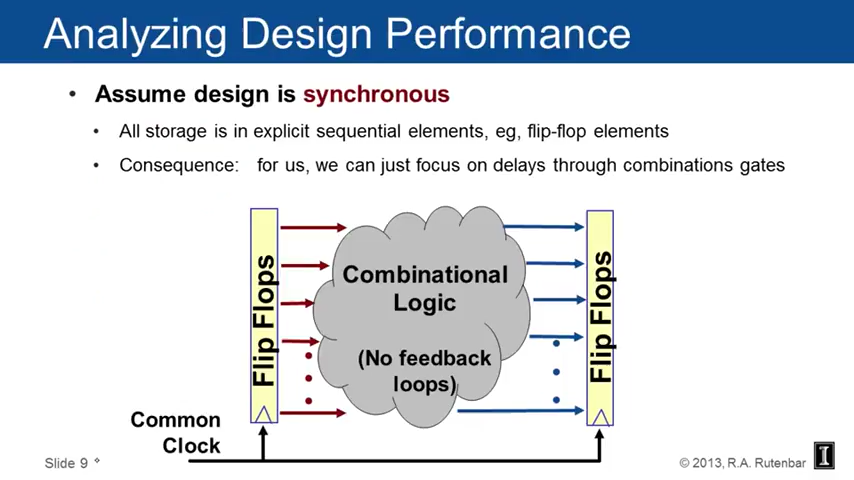 Analyzing Design Performance
• Assume design is synchronous
• All storage is in explicit sequential elements, eg, flip-flop elements
• Consequence: for us, we can just focus on delays through combinations gates
Flip Flops
Combinational
Logic
(No feedback
loops)
Flip Flops
Common
Clock
Slide 9
© 2013, R.A. Rutenbar
I